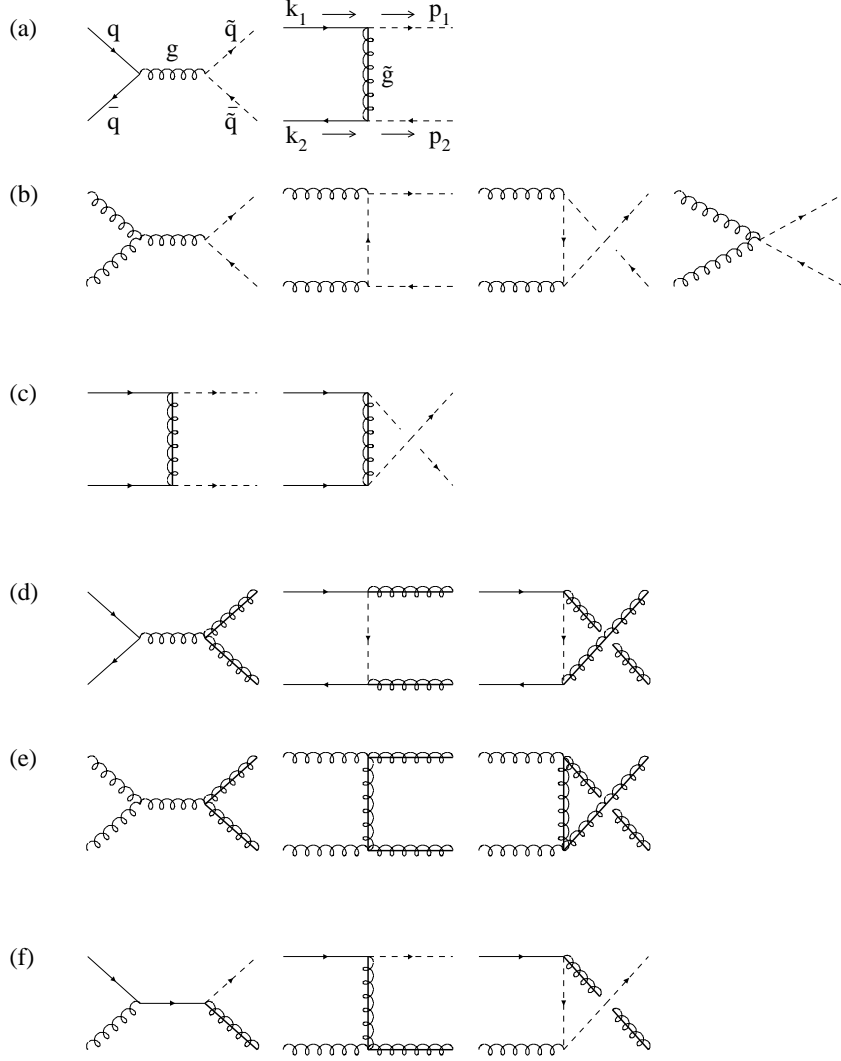 (a) q g q̃ k₁ p₁
g̃
q̄ q̃̄ k₂ p₂
(b)
(c)
(d)
(e)
(f)